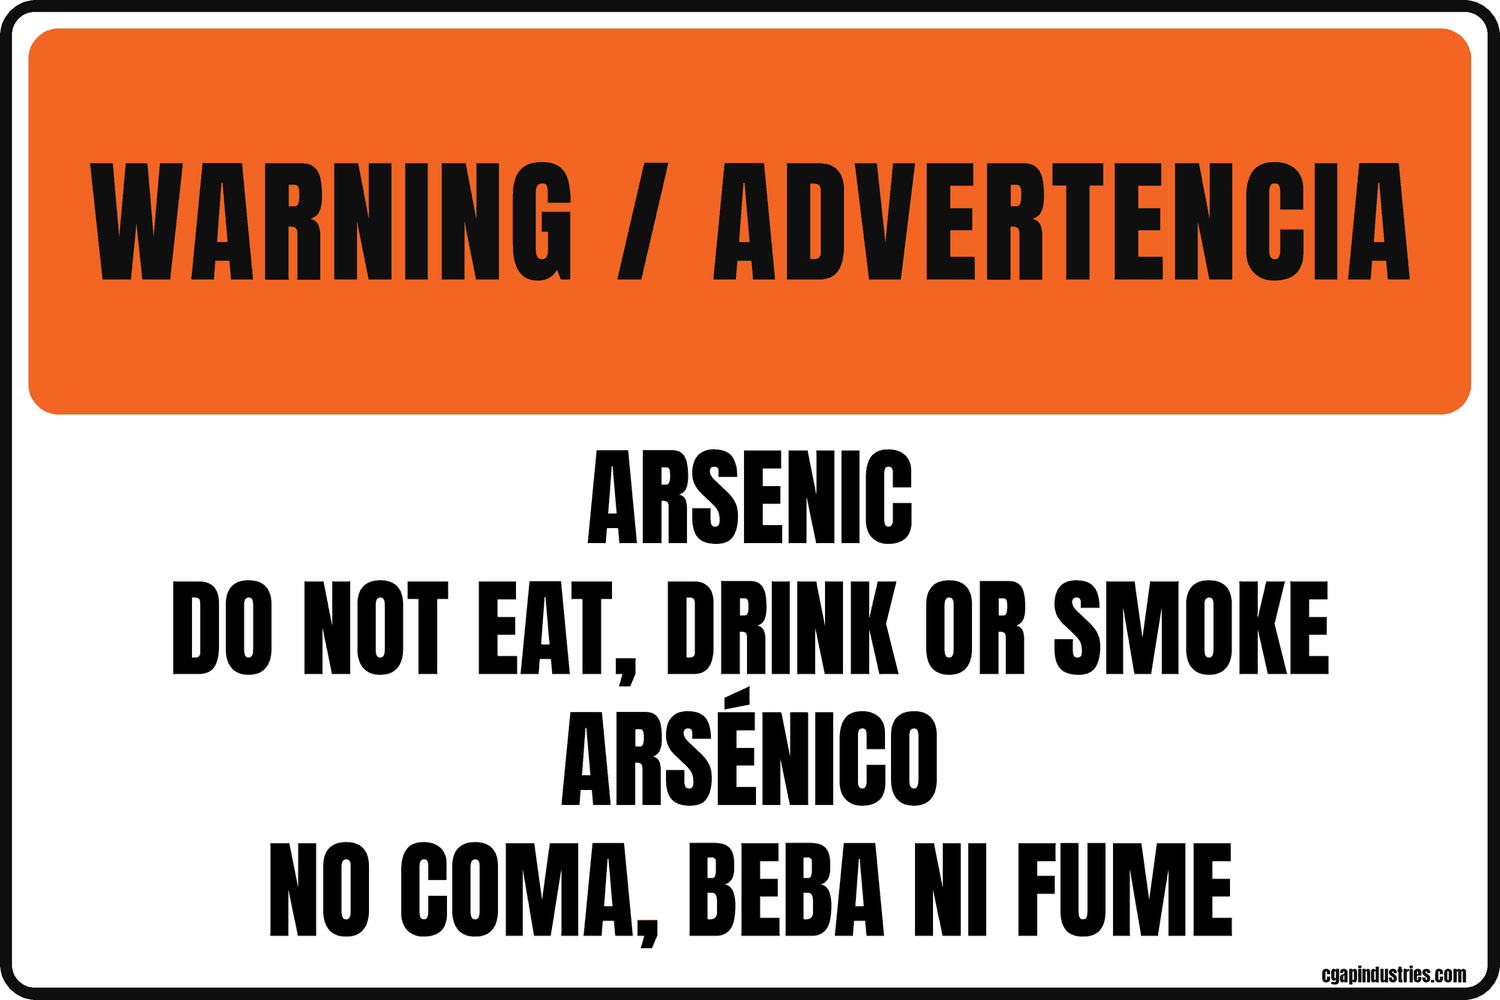 WARNING / ADVERTENCIA
ARSENIC
DO NOT EAT, DRINK OR SMOKE
ARSÉNICO
NO COMA, BEBA NI FUME
cgapindustries.com